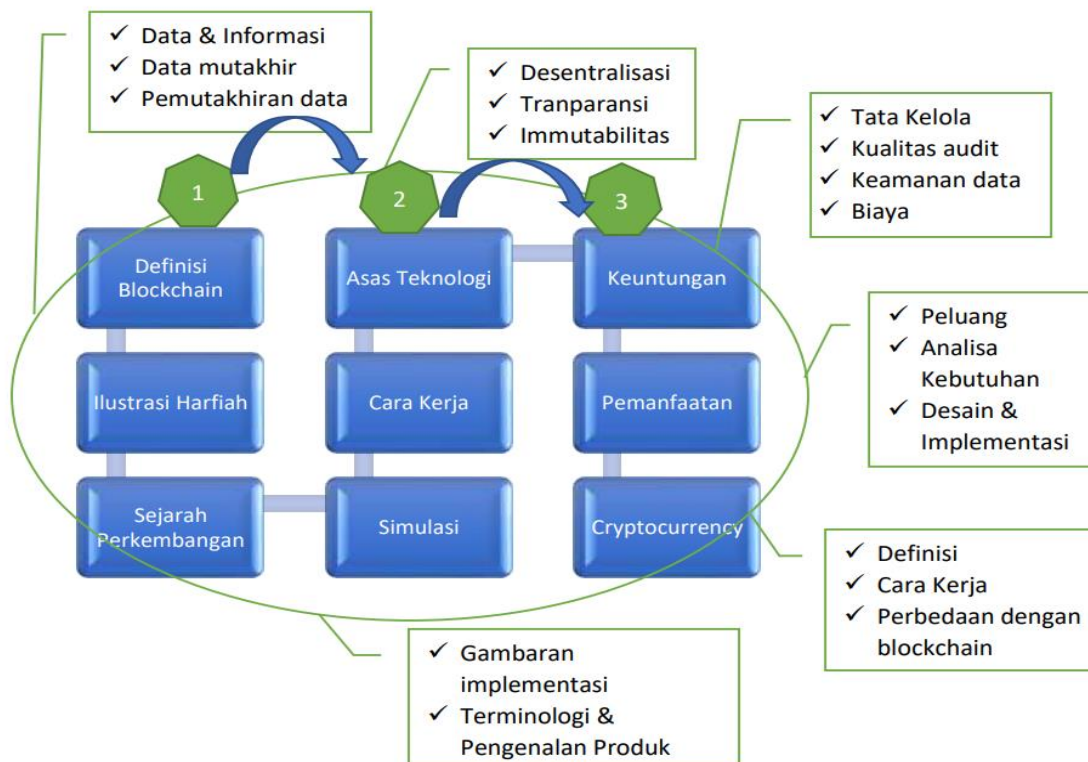 ✓ Data & Informasi
✓ Data mutakhir
✓ Pemutakhiran data
✓ Desentralisasi
✓ Tranparansi
✓ Immutabilitas
✓ Tata Kelola
✓ Kualitas audit
✓ Keamanan data
✓ Biaya
1
2
3
Definisi
Blockchain
Asas Teknologi
Keuntungan
Ilustrasi Harfiah
Cara Kerja
Pemanfaatan
Sejarah
Perkembangan
Simulasi
Cryptocurrency
✓ Peluang
✓ Analisa
Kebutuhan
✓ Desain &
Implementasi
✓ Definisi
✓ Cara Kerja
✓ Perbedaan dengan
blockchain
✓ Gambaran
implementasi
✓ Terminologi &
Pengenalan Produk